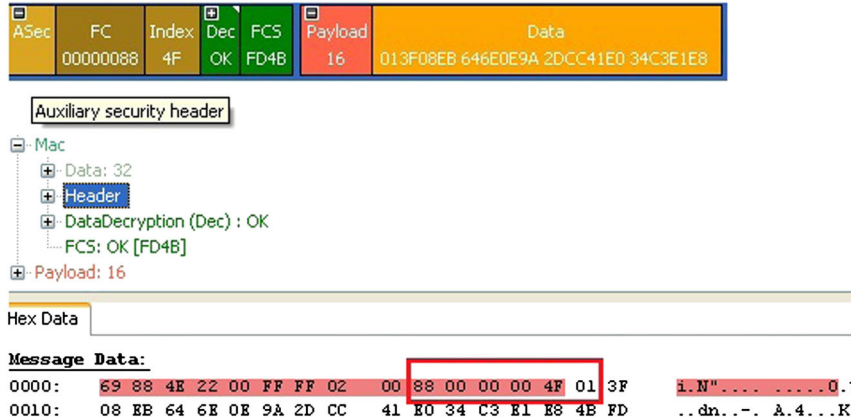 ASec FC Index Dec FCS Payload Data
00000088 4F OK FD4B 16 013F08EB 646E0E9A 2DCC41E0 34C3E1E8
Auxiliary security header
Mac
Data: 32
Header
DataDecryption (Dec) : OK
FCS: OK [FD4B]
Payload: 16
Hex Data
Message Data:
0000: 69 88 4E 22 00 FF FF 02 00 88 00 00 00 4F 01 3F i.N".... .....O.
0010: 08 EB 64 6E 0E 9A 2D CC 41 E0 34 C3 E1 E8 4B FD ..dn..-. A.4...K